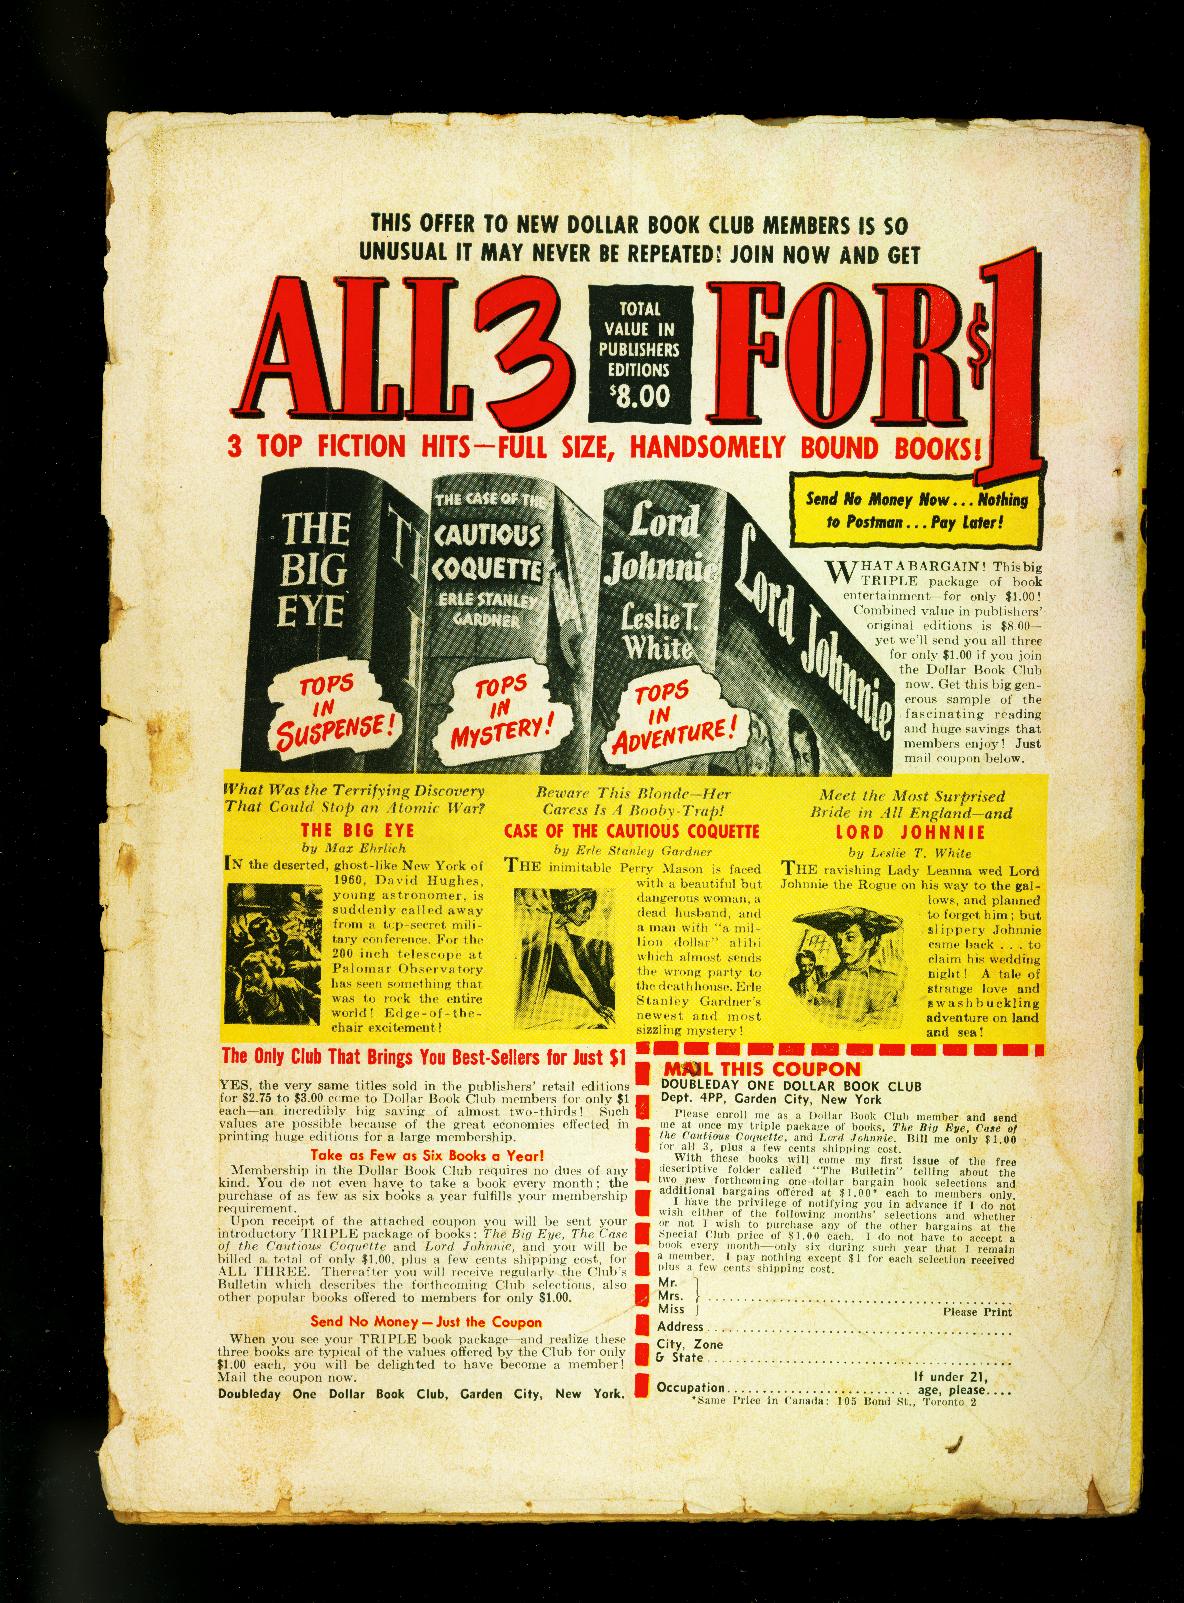 THIS OFFER TO NEW DOLLAR BOOK CLUB MEMBERS IS SO
UNUSUAL IT MAY NEVER BE REPEATED! JOIN NOW AND GET
ALL 3 FOR $1
TOTAL
VALUE IN
PUBLISHERS
EDITIONS
$8.00
3 TOP FICTION HITS—FULL SIZE, HANDSOMELY BOUND BOOKS!
Send No Money Now... Nothing
to Postman... Pay Later!
THE
BIG
EYE
TOPS
IN
SUSPENSE!
THE CASE OF THE
CAUTIOUS
COQUETTE
ERLE STANLEY
GARDNER
TOPS
IN
MYSTERY!
Lord
Johnnie
Leslie T.
White
TOPS
IN
ADVENTURE!
Lord Johnnie
WHAT A BARGAIN! This big
TRIPLE package of book
entertainment—for only $1.00!
Combined value in publishers'
original editions is $8.00—
yet we'll send you all three
for only $1.00 if you join
the Dollar Book Club
now. Get this big gen-
erous sample of the
fascinating reading
and huge savings that
members enjoy! Just
mail coupon below.
What Was the Terrifying Discovery
That Could Stop an Atomic War?
THE BIG EYE
by Max Ehrlich
IN the deserted, ghost-like New York of
1960, David Hughes,
young astronomer, is
suddenly called away
from a top-secret mili-
tary conference. For the
200 inch telescope at
Palomar Observatory
has seen something that
was to rock the entire
world! Edge-of-the-
chair excitement!
Beware This Blonde—Her
Caress Is A Booby-Trap!
CASE OF THE CAUTIOUS COQUETTE
by Erle Stanley Gardner
THE inimitable Perry Mason is faced
with a beautiful but
dangerous woman, a
dead husband, and
a man with "a mil-
lion dollar" alibi
which almost sends
the wrong party to
the deathhouse. Erle
Stanley Gardner's
newest and most
sizzling mystery!
Meet the Most Surprised
Bride in All England—and
LORD JOHNNIE
by Leslie T. White
THE ravishing Lady Leanna wed Lord
Johnnie the Rogue on his way to the gal-
lows, and planned
to forget him; but
slippery Johnnie
came back . . . to
claim his wedding
night! A tale of
strange love and
swashbuckling
adventure on land
and sea!
The Only Club That Brings You Best-Sellers for Just $1
YES, the very same titles sold in the publishers' retail editions
for $2.75 to $3.00 come to Dollar Book Club members for only $1
each—an incredibly big saving of almost two-thirds! Such
values are possible because of the great economies effected in
printing huge editions for a large membership.
Take as Few as Six Books a Year!
Membership in the Dollar Book Club requires no dues of any
kind. You do not even have to take a book every month; the
purchase of as few as six books a year fulfills your membership
requirement.
Upon receipt of the attached coupon you will be sent your
introductory TRIPLE package of books: The Big Eye, The Case
of the Cautious Coquette and Lord Johnnie, and you will be
billed a total of only $1.00, plus a few cents shipping cost, for
ALL THREE. Thereafter you will receive regularly the Club's
Bulletin which describes the forthcoming Club selections, also
other popular books offered to members for only $1.00.
Send No Money—Just the Coupon
When you see your TRIPLE book package—and realize these
three books are typical of the values offered by the Club for only
$1.00 each, you will be delighted to have become a member!
Mail the coupon now.
Doubleday One Dollar Book Club, Garden City, New York.
MAIL THIS COUPON
DOUBLEDAY ONE DOLLAR BOOK CLUB
Dept. 4PP, Garden City, New York
Please enroll me as a Dollar Book Club member and send
me at once my triple package of books, The Big Eye, Case of
the Cautious Coquette, and Lord Johnnie. Bill me only $1.00
for all 3, plus a few cents shipping cost.
With these books will come my first issue of the free
descriptive folder called "The Bulletin" telling about the
two new forthcoming one-dollar bargain book selections and
additional bargains offered at $1.00* each to members only.
I have the privilege of notifying you in advance if I do not
wish either of the following months' selections and whether
or not I wish to purchase any of the other bargains at the
Special Club price of $1.00 each. I do not have to accept a
book every month—only six during such year that I remain
a member. I pay nothing except $1 for each selection received
plus a few cents shipping cost.
Mr.
Mrs.
Miss
Please Print
Address
City, Zone
& State
Occupation
If under 21,
age, please....
*Same Price in Canada: 105 Bond St., Toronto 2